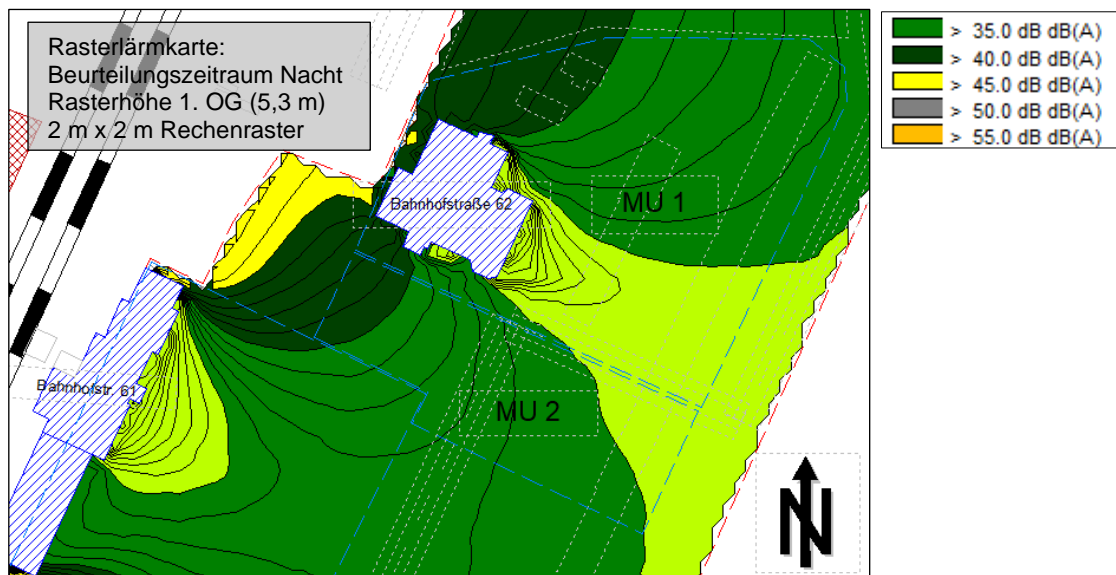 Rasterlärmkarte:
Beurteilungszeitraum Nacht
Rasterhöhe 1. OG (5,3 m)
2 m x 2 m Rechenraster
> 35.0 dB dB(A)
> 40.0 dB dB(A)
> 45.0 dB dB(A)
> 50.0 dB dB(A)
> 55.0 dB dB(A)
Bahnhofstraße 62
MU 1
Bahnhofstr. 61
MU 2
N